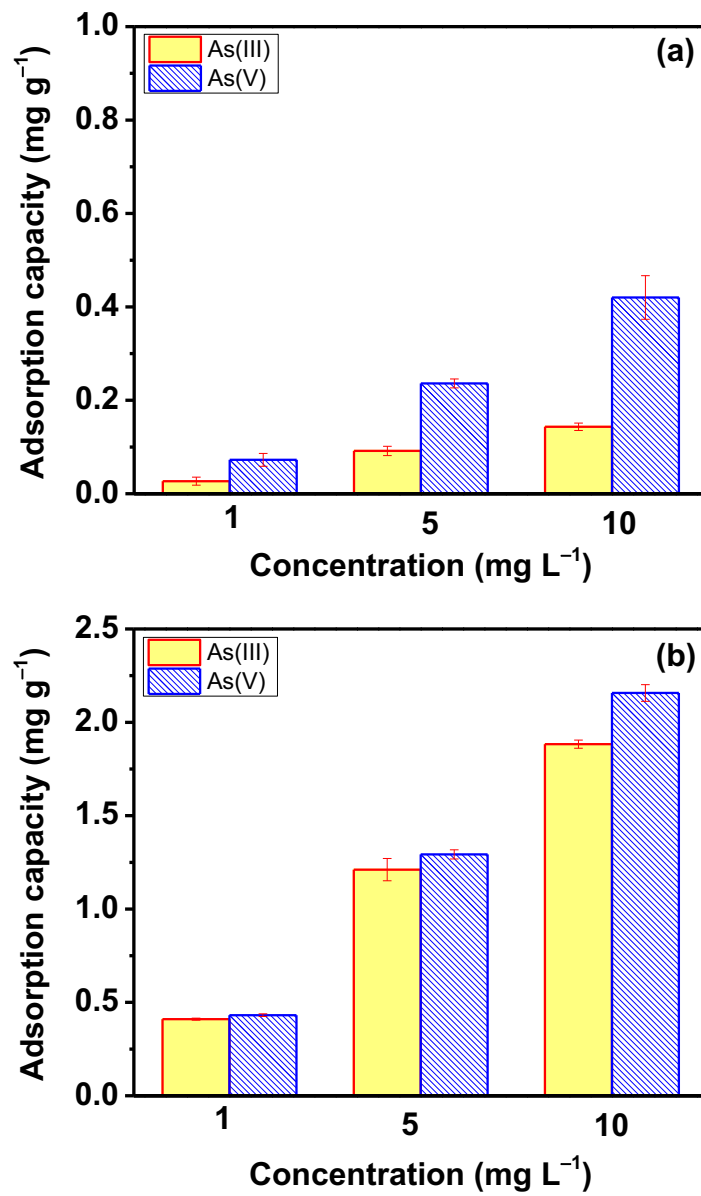 (a)
As(III)
As(V)
Adsorption capacity (mg g⁻¹)
1.0
0.8
0.6
0.4
0.2
0.0
1
5
10
Concentration (mg L⁻¹)
(b)
As(III)
As(V)
Adsorption capacity (mg g⁻¹)
2.5
2.0
1.5
1.0
0.5
0.0
1
5
10
Concentration (mg L⁻¹)